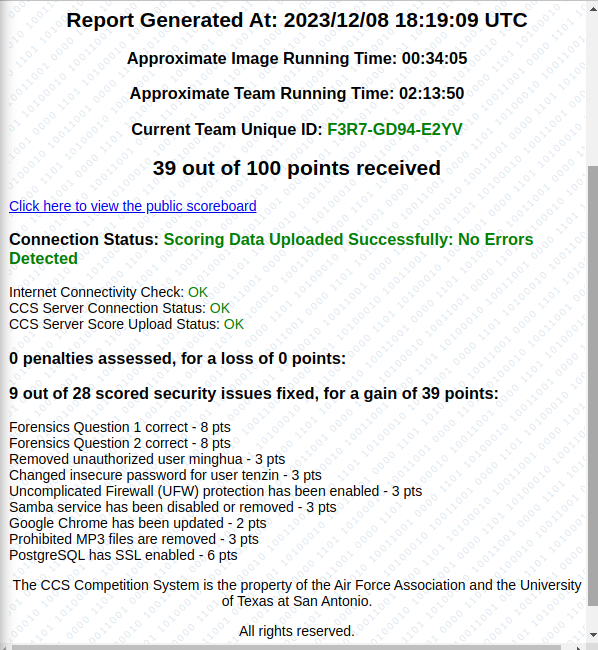 Report Generated At: 2023/12/08 18:19:09 UTC
Approximate Image Running Time: 00:34:05
Approximate Team Running Time: 02:13:50
Current Team Unique ID: F3R7-GD94-E2YV
39 out of 100 points received
Click here to view the public scoreboard
Connection Status: Scoring Data Uploaded Successfully: No Errors
Detected
Internet Connectivity Check: OK
CCS Server Connection Status: OK
CCS Server Score Upload Status: OK
0 penalties assessed, for a loss of 0 points:
9 out of 28 scored security issues fixed, for a gain of 39 points:
Forensics Question 1 correct - 8 pts
Forensics Question 2 correct - 8 pts
Removed unauthorized user minghua - 3 pts
Changed insecure password for user tenzin - 3 pts
Uncomplicated Firewall (UFW) protection has been enabled - 3 pts
Samba service has been disabled or removed - 3 pts
Google Chrome has been updated - 2 pts
Prohibited MP3 files are removed - 3 pts
PostgreSQL has SSL enabled - 6 pts
The CCS Competition System is the property of the Air Force Association and the University
of Texas at San Antonio.
All rights reserved.